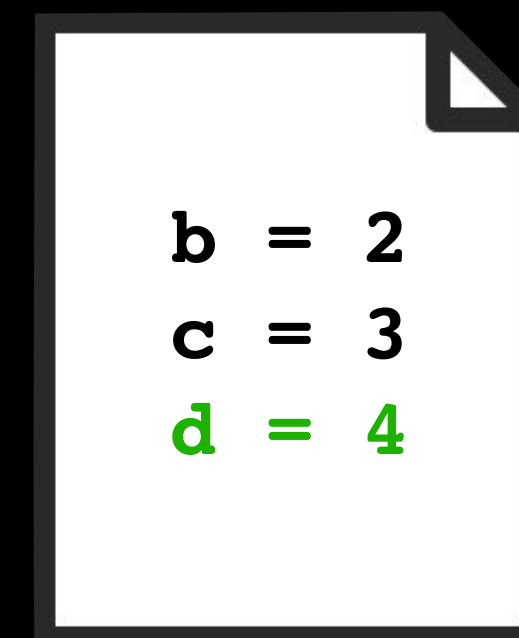 b = 2
c = 3
d = 4